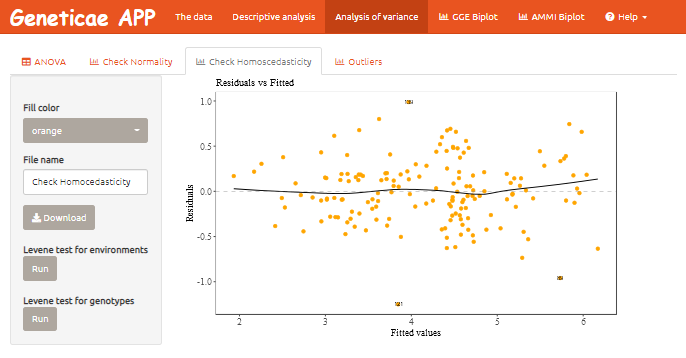 Geneticae APP
The data
Descriptive analysis
Analysis of variance
GGE Biplot
AMMI Biplot
Help
ANOVA
Check Normality
Check Homoscedasticity
Outliers
Fill color
orange
File name
Check Homocedasticity
Download
Levene test for environments
Run
Levene test for genotypes
Run
Residuals vs Fitted
Residuals
1.0
0.5
0.0
-0.5
-1.0
2
3
4
5
6
Fitted values